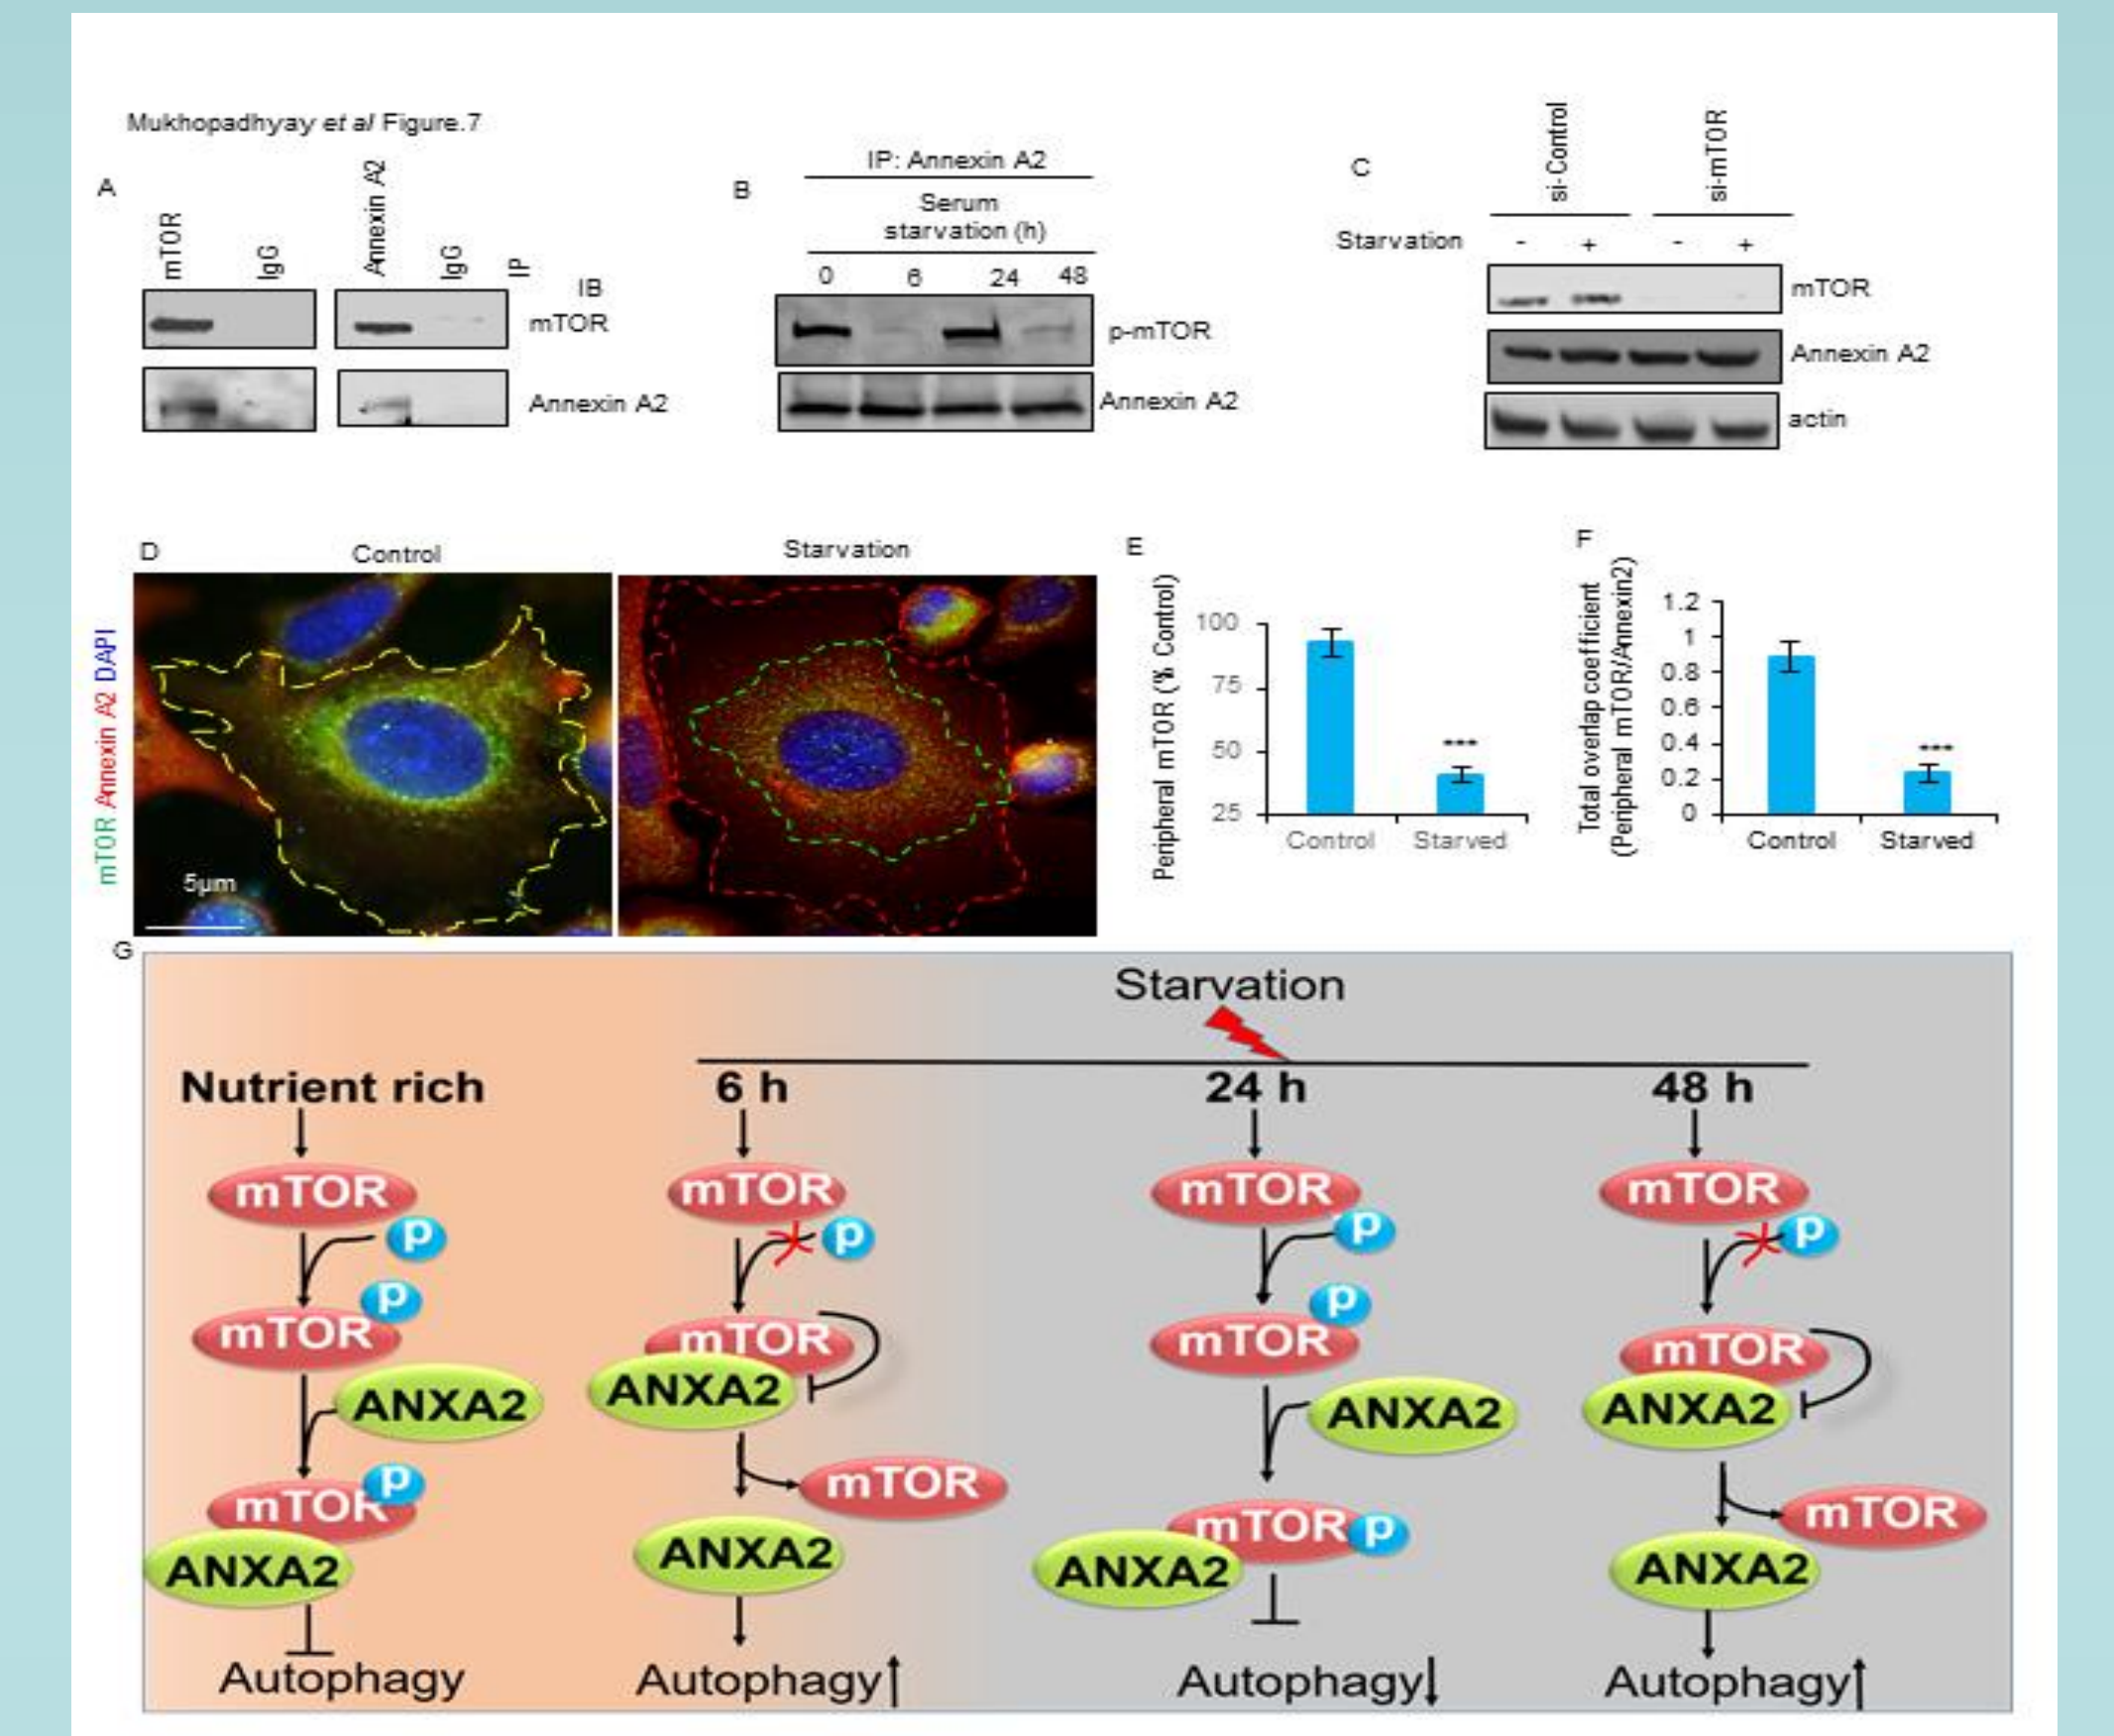 Mukhopadhyay et al Figure.7
A
mTOR
IgG
Annexin A2
IgG
IP
IB
mTOR
Annexin A2
B
IP: Annexin A2
Serum
starvation (h)
0 6 24 48
p-mTOR
Annexin A2
C
si-Control
si-mTOR
Starvation - + - +
mTOR
Annexin A2
actin
D
Control
Starvation
mTOR Annexin A2 DAPI
5µm
E
Peripheral mTOR (% Control)
100
75
50
25
***
Control Starved
F
Total overlap coefficient
(Peripheral mTOR/Annexin2)
1.2
1
0.8
0.6
0.4
0.2
0
***
Control Starved
G
Starvation
Nutrient rich 6 h 24 h 48 h
mTOR mTOR mTOR mTOR
p p p p
p p
mTOR mTOR mTOR mTOR
ANXA2 ANXA2 ANXA2 ANXA2
p mTOR mTOR
mTOR mTOR p
ANXA2 ANXA2 ANXA2 ANXA2
Autophagy Autophagy Autophagy Autophagy